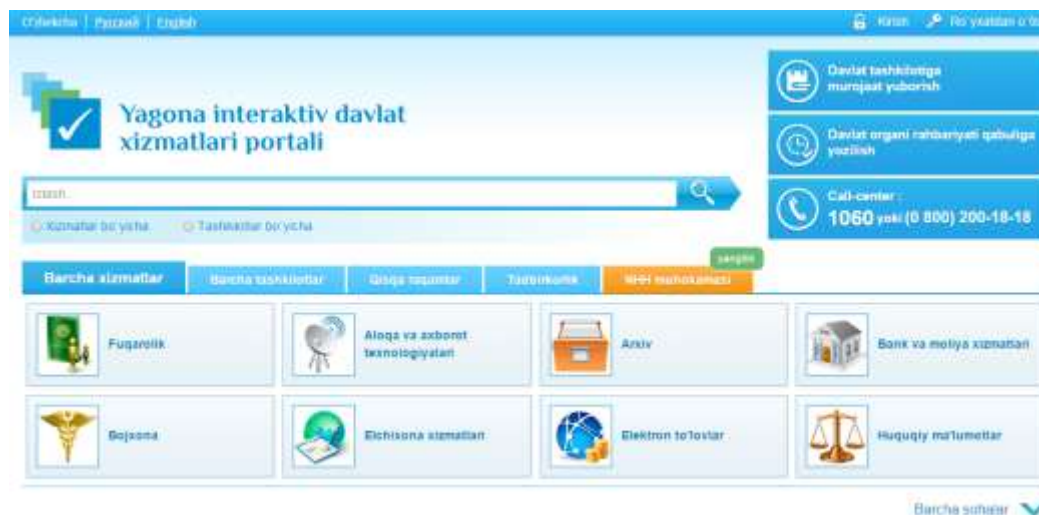 O'zbekcha | Русский | English
Kirish Ro'yxatdan o'ti
Yagona interaktiv davlat
xizmatlari portali
Davlat tashkilotiga
murojaat yuborish
Davlat organi rahbariyati qabuliga
yozilish
Call-center :
1060 yoki (0 800) 200-18-18
Izlash..
Xizmatlar bo'yicha Tashkilotlar bo'yicha
yangilik
Barcha xizmatlar Barcha tashkilotlar Qisqa raqamlar Tadbirkorlik NHH muhokamasi
Fuqarolik
Aloqa va axborot
texnologiyalari
Arxiv
Bank va moliya xizmatlari
Bojxona
Elchixona xizmatlari
Elektron to'lovlar
Huquqiy ma'lumotlar
Barcha sohalar